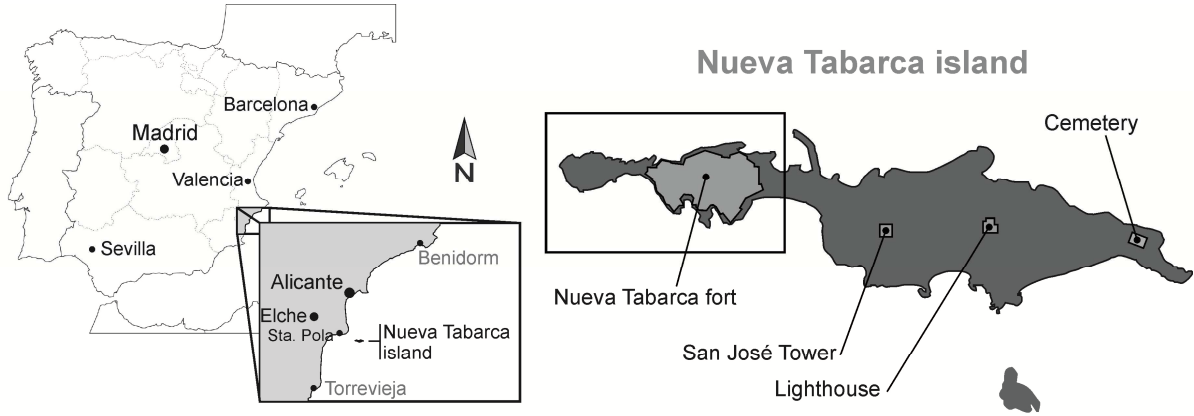 Nueva Tabarca island
Barcelona
Madrid
Valencia
Sevilla
N
Benidorm
Alicante
Elche
Sta. Pola
Nueva Tabarca
island
Torrevieja
Cemetery
Nueva Tabarca fort
San José Tower
Lighthouse